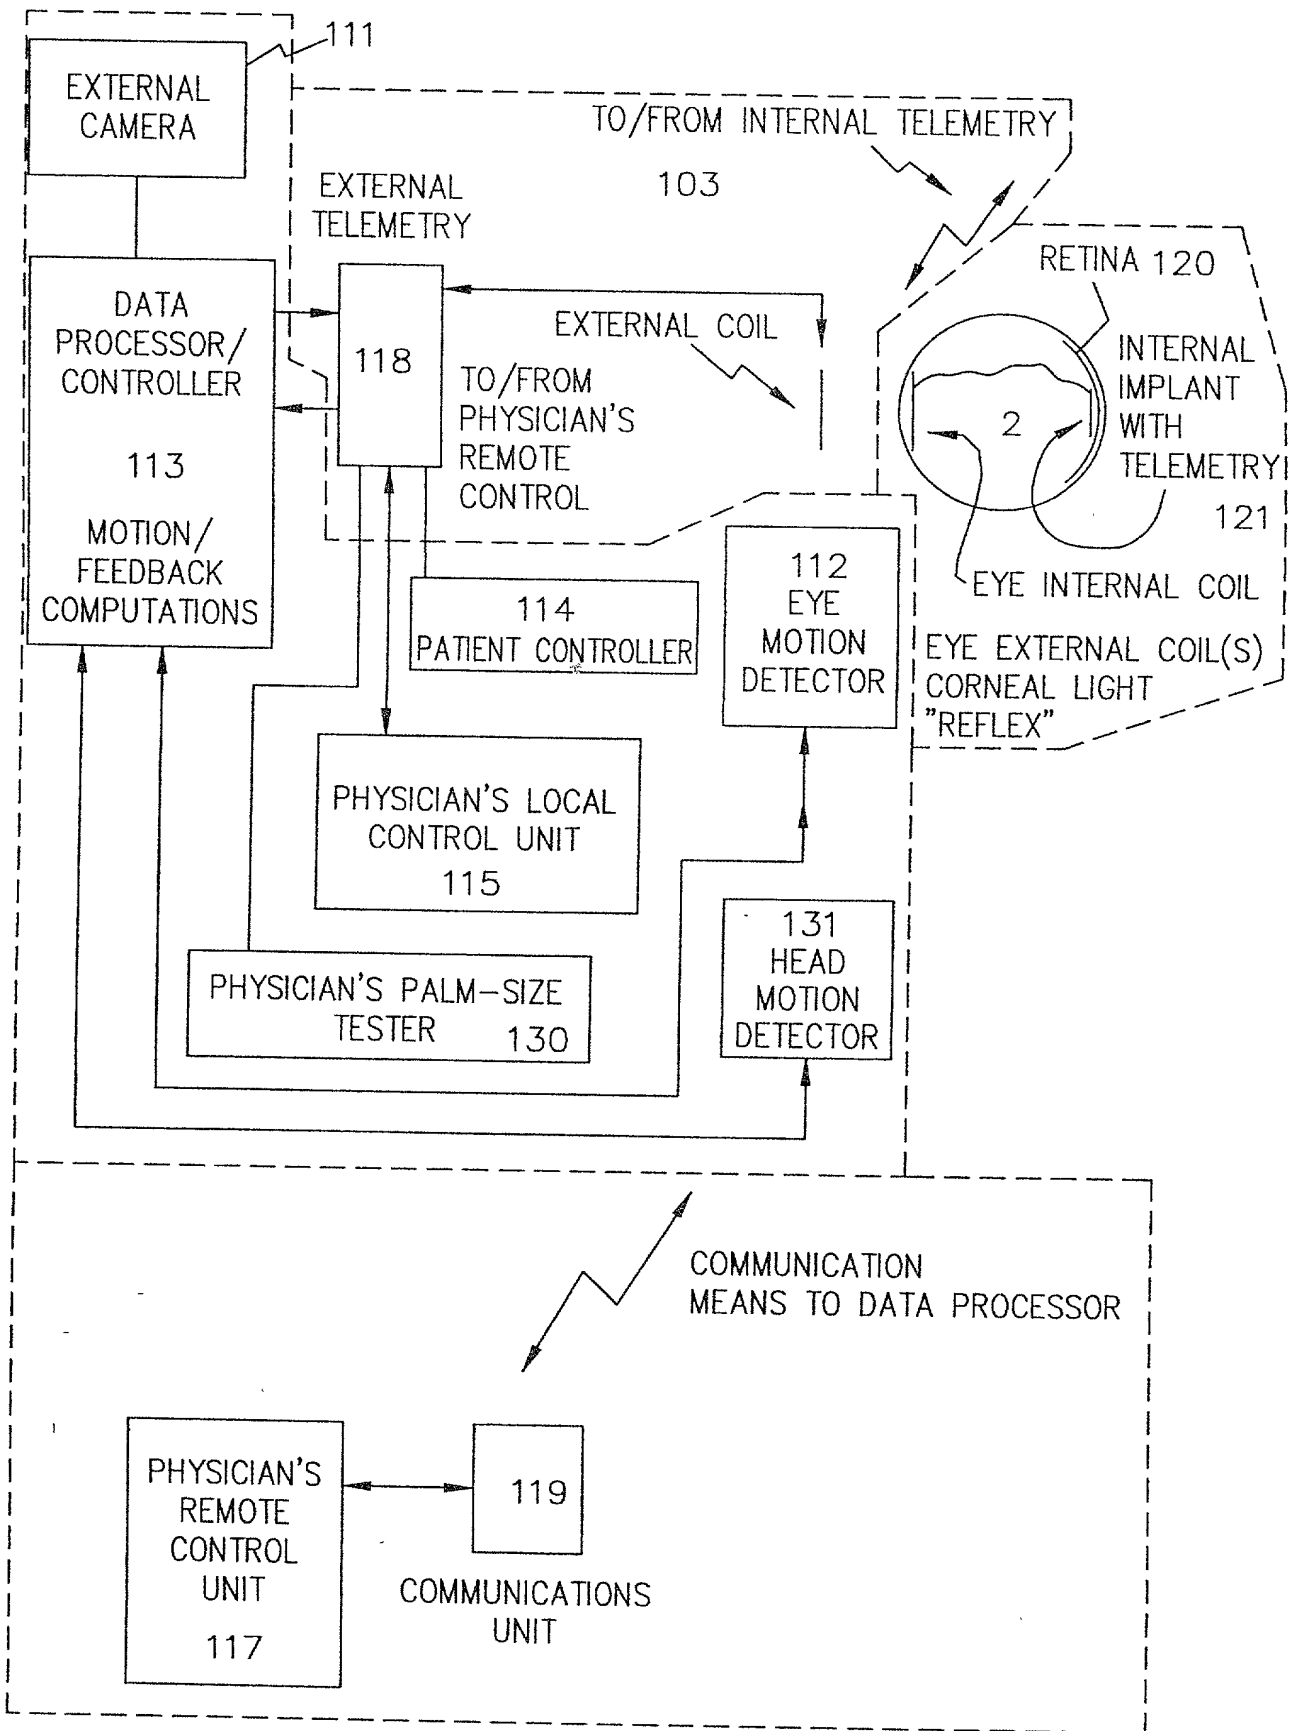 111
EXTERNAL
CAMERA
TO/FROM INTERNAL TELEMETRY
103
EXTERNAL
TELEMETRY
RETINA 120
DATA
PROCESSOR/
CONTROLLER
113
MOTION/
FEEDBACK
COMPUTATIONS
118
EXTERNAL COIL
TO/FROM
PHYSICIAN'S
REMOTE
CONTROL
2
INTERNAL
IMPLANT
WITH
TELEMETRY
121
EYE INTERNAL COIL
EYE EXTERNAL COIL(S)
CORNEAL LIGHT
"REFLEX"
114
PATIENT CONTROLLER
112
EYE
MOTION
DETECTOR
PHYSICIAN'S LOCAL
CONTROL UNIT
115
131
HEAD
MOTION
DETECTOR
PHYSICIAN'S PALM-SIZE
TESTER 130
COMMUNICATION
MEANS TO DATA PROCESSOR
PHYSICIAN'S
REMOTE
CONTROL
UNIT
117
119
COMMUNICATIONS
UNIT